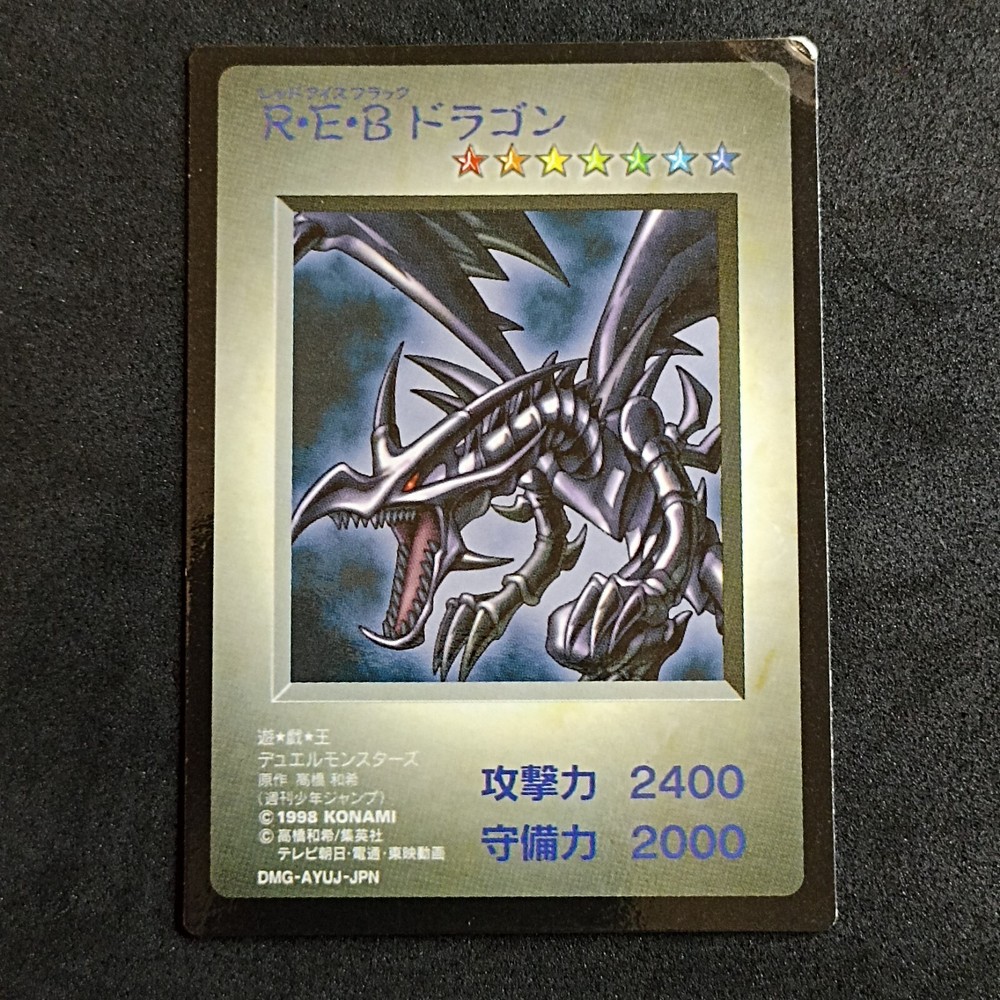 レッドアイズブラック
R・E・B ドラゴン
遊★戯★王
デュエルモンスターズ
原作 高橋 和希
(週刊少年ジャンプ)
©1998 KONAMI
©高橋和希/集英社
テレビ朝日・電通・東映動画
DMG-AYUJ-JPN
攻撃力 2400
守備力 2000